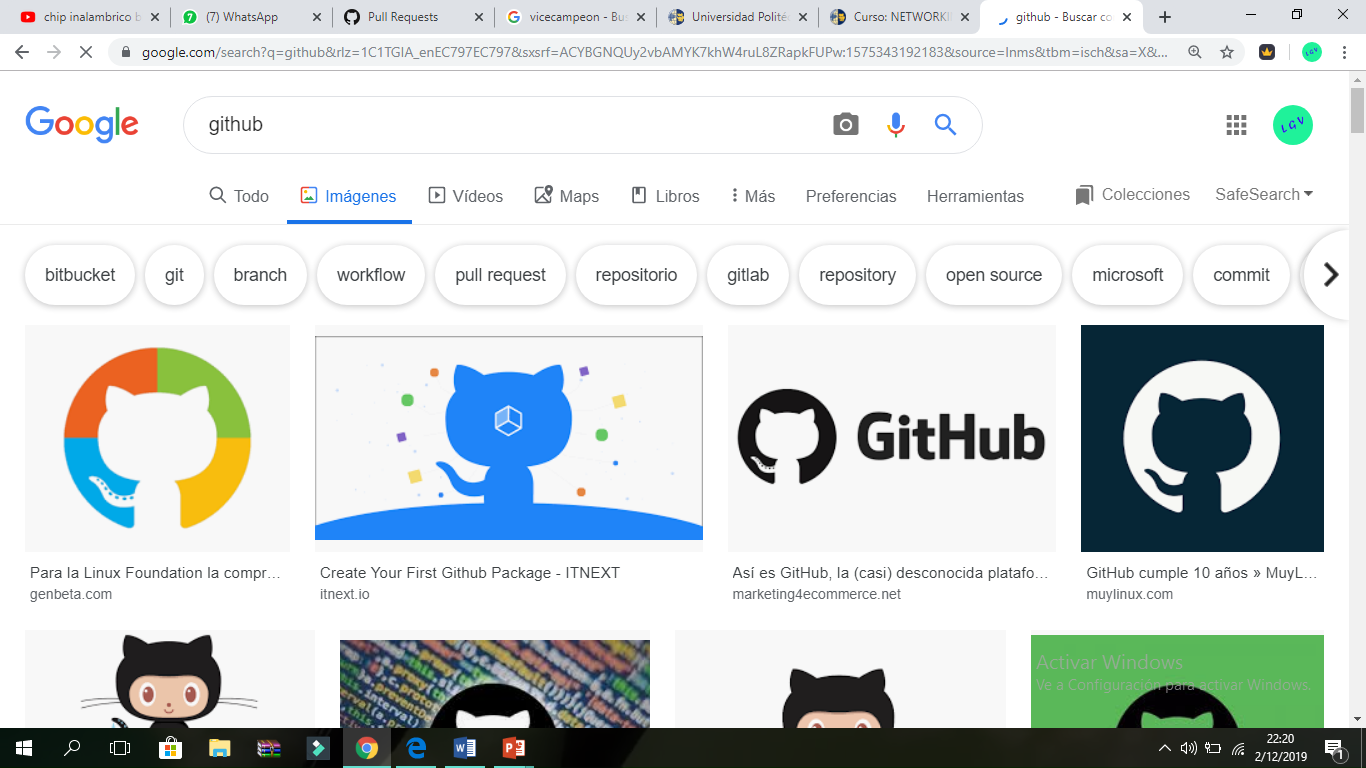 chip inalambrico b
(7) WhatsApp
Pull Requests
vicecampeon - Bu
Universidad Polité
Curso: NETWORKI
github - Buscar co
google.com/search?q=github&rlz=1C1TGIA_enEC797EC797&sxsrf=ACYBGNQUy2vbAMYK7khW4ruL8ZRapkFUPw:1575343192183&source=lnms&tbm=isch&sa=X&...
LGV
Google
github
LGV
Todo
Imágenes
Vídeos
Maps
Libros
Más
Preferencias
Herramientas
Colecciones
SafeSearch
bitbucket
git
branch
workflow
pull request
repositorio
gitlab
repository
open source
microsoft
commit
GitHub
Para la Linux Foundation la compr...
genbeta.com
Create Your First Github Package - ITNEXT
itnext.io
Así es GitHub, la (casi) desconocida platafo...
marketing4ecommerce.net
GitHub cumple 10 años » MuyL...
muylinux.com
Activar Windows
Ve a Configuración para activar Windows.
22:20
2/12/2019
1